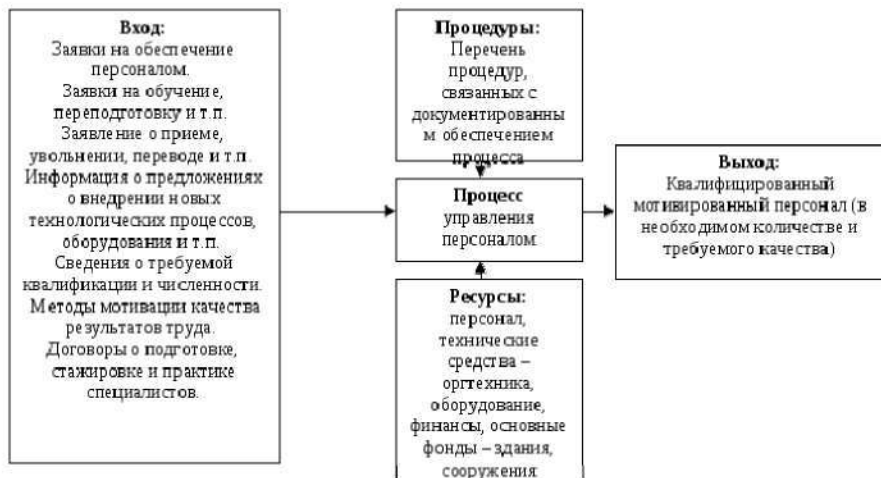 Вход:
Заявки на обеспечение
персоналом.
Заявки на обучение,
переподготовку и т.п.
Заявление о приеме,
увольнении, переводе и т.п.
Информация о предложениях
о внедрении новых
технологических процессов,
оборудования и т.п.
Сведения о требуемой
квалификации и численности.
Методы мотивации качества
результатов труда.
Договоры о подготовке,
стажировке и практике
специалистов.
Процедуры:
Перечень
процедур,
связанных с
документированны
м обеспечением
процесса
Процесс
управления
персоналом
Ресурсы:
персонал,
технические
средства –
оргтехника,
оборудование,
финансы, основные
фонды – здания,
сооружения
Выход:
Квалифицированный
мотивированный персонал (в
необходимом количестве и
требуемого качества)